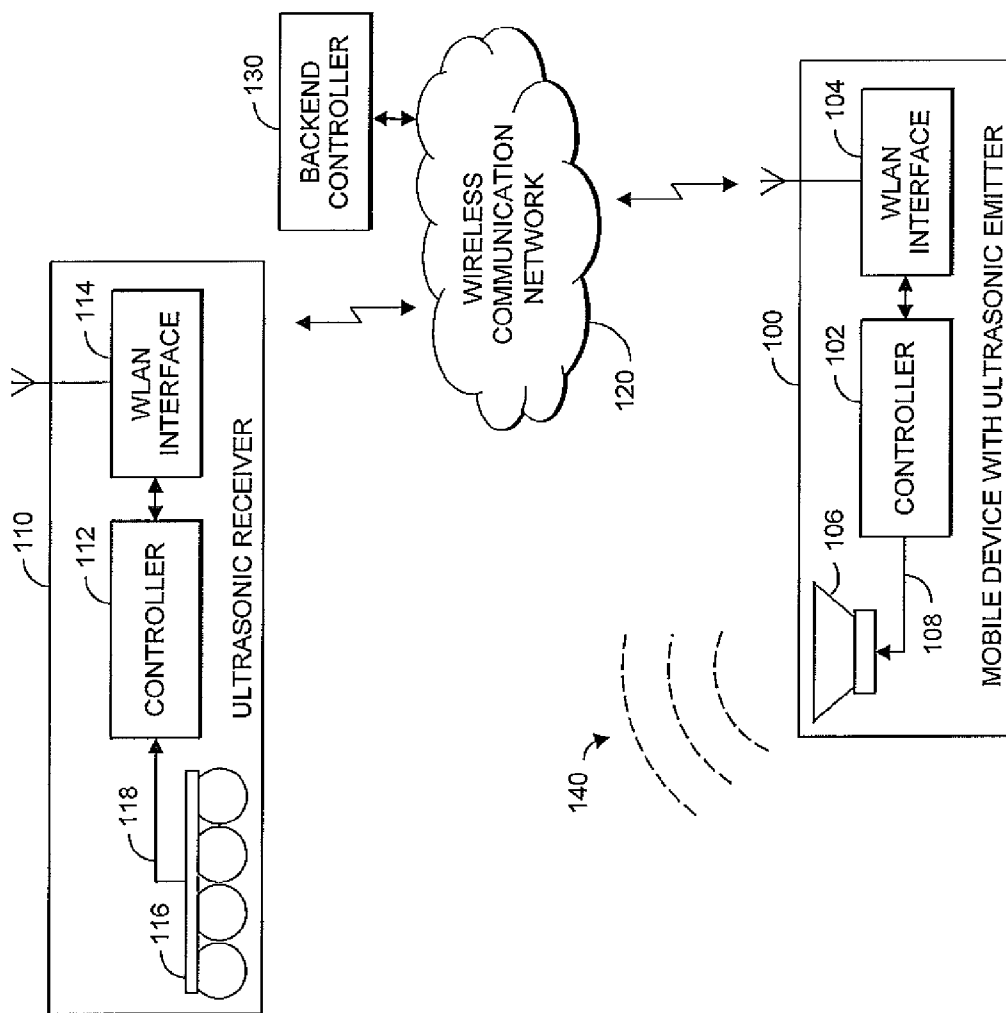 110
112
114
CONTROLLER
WLAN
INTERFACE
118
116
ULTRASONIC RECEIVER
130
BACKEND
CONTROLLER
WIRELESS
COMMUNICATION
NETWORK
120
140
100
106
102
104
CONTROLLER
WLAN
INTERFACE
108
MOBILE DEVICE WITH ULTRASONIC EMITTER